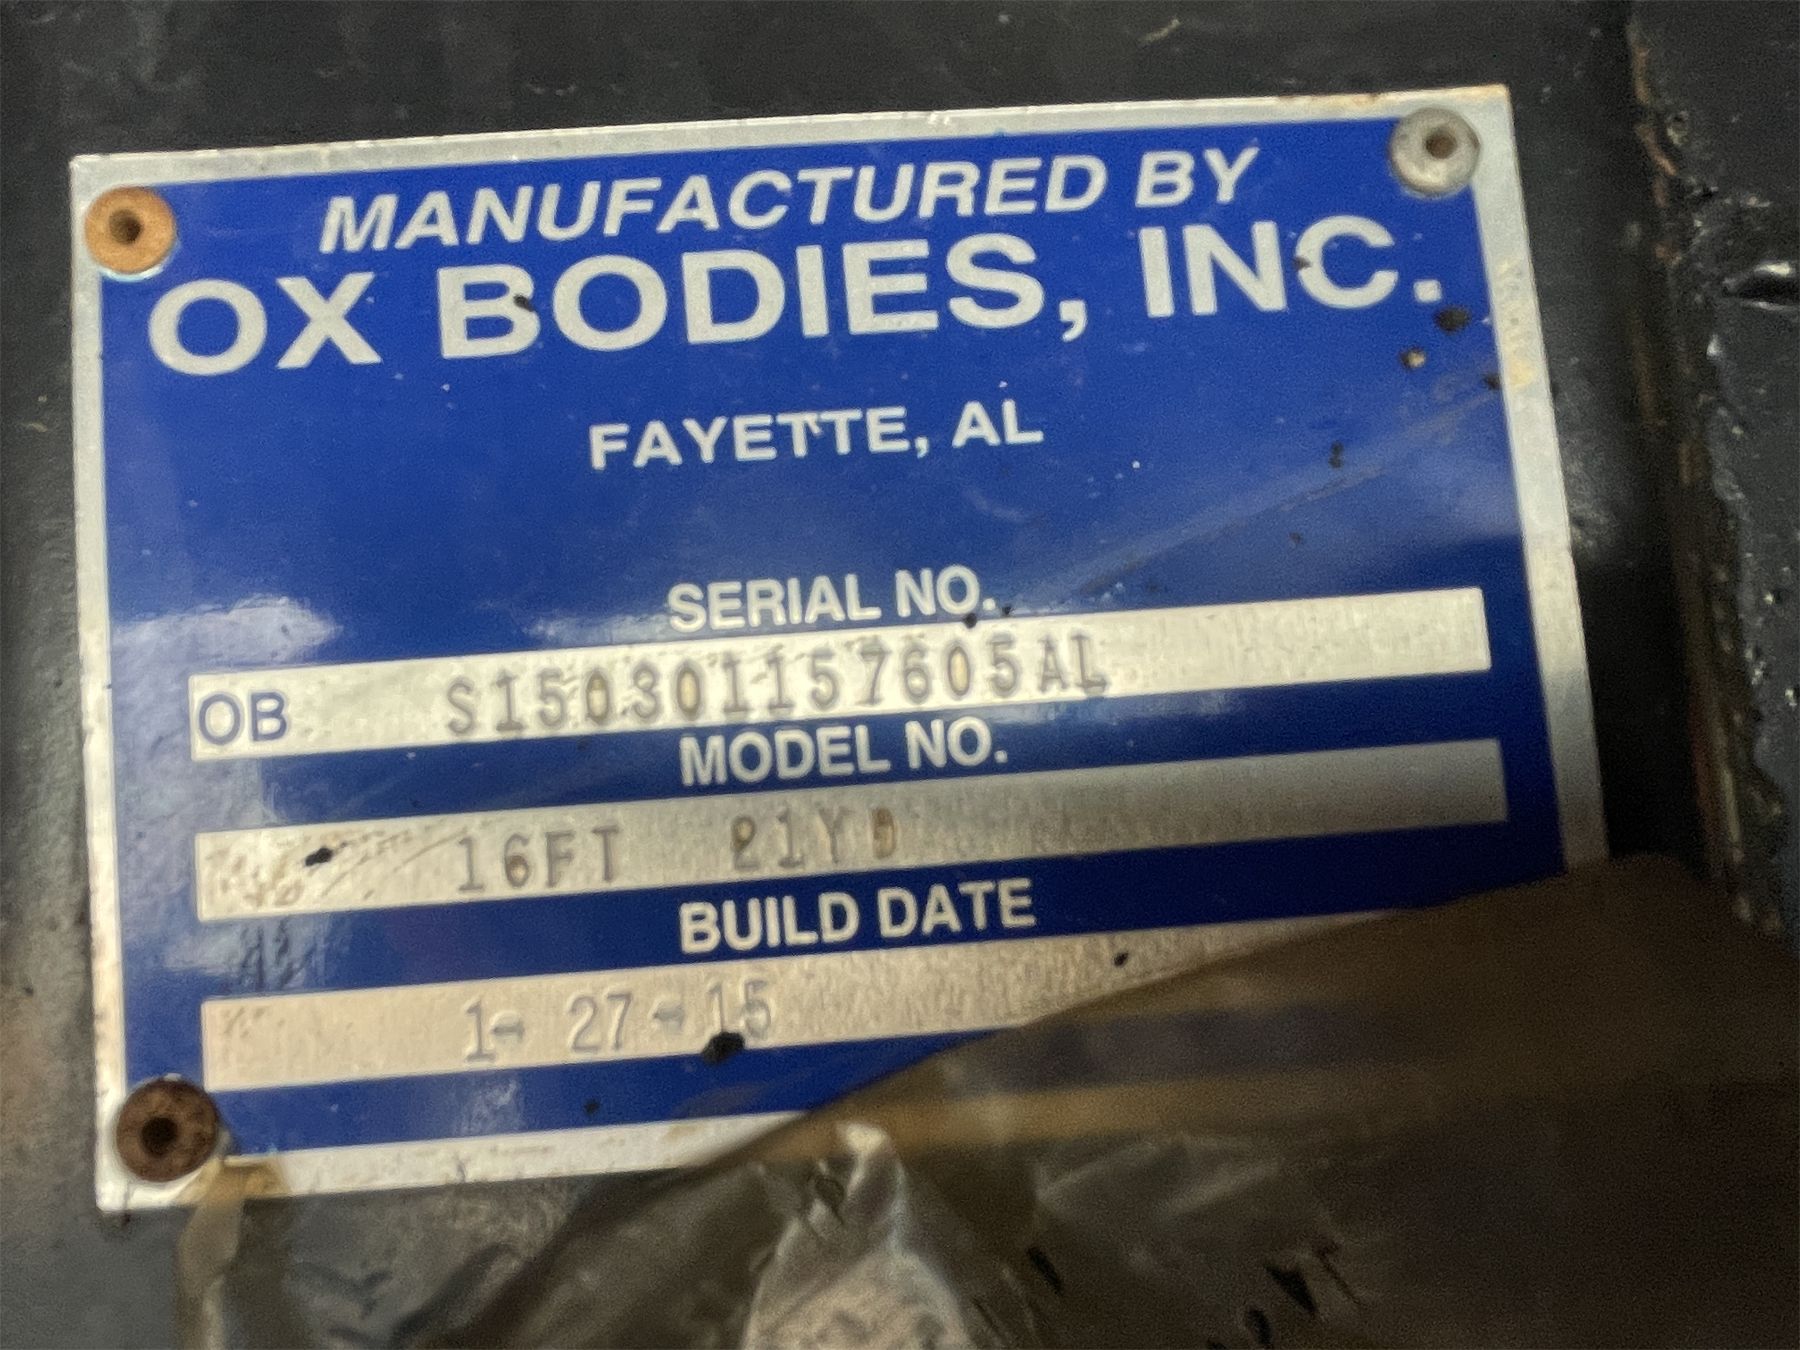 MANUFACTURED BY
OX BODIES, INC.
FAYETTE, AL
SERIAL NO.
OB S150301157605AL
MODEL NO.
16FT 21YD
BUILD DATE
1- 27-15